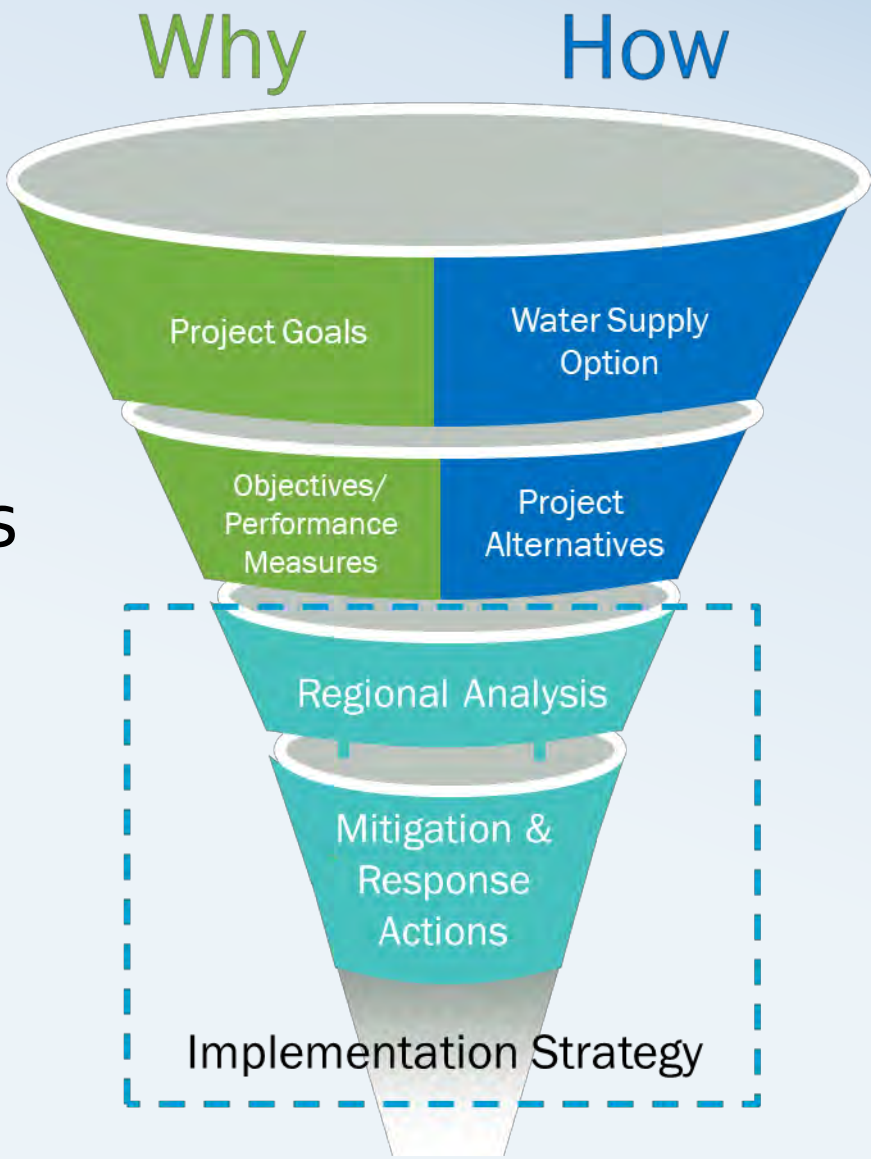 Why How
Project Goals
Water Supply
Option
Objectives/
Performance
Measures
Project
Alternatives
s
Regional Analysis
Mitigation &
Response
Actions
Implementation Strategy